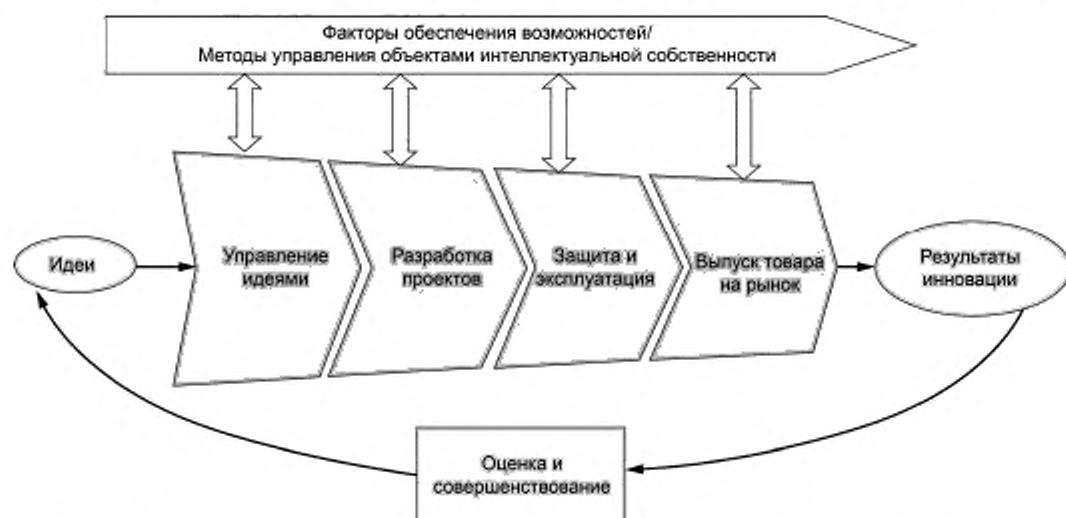 Факторы обеспечения возможностей/
Методы управления объектами интеллектуальной собственности
Идеи
Управление
идеями
Разработка
проектов
Защита и
эксплуатация
Выпуск товара
на рынок
Результаты
инновации
Оценка и
совершенствование